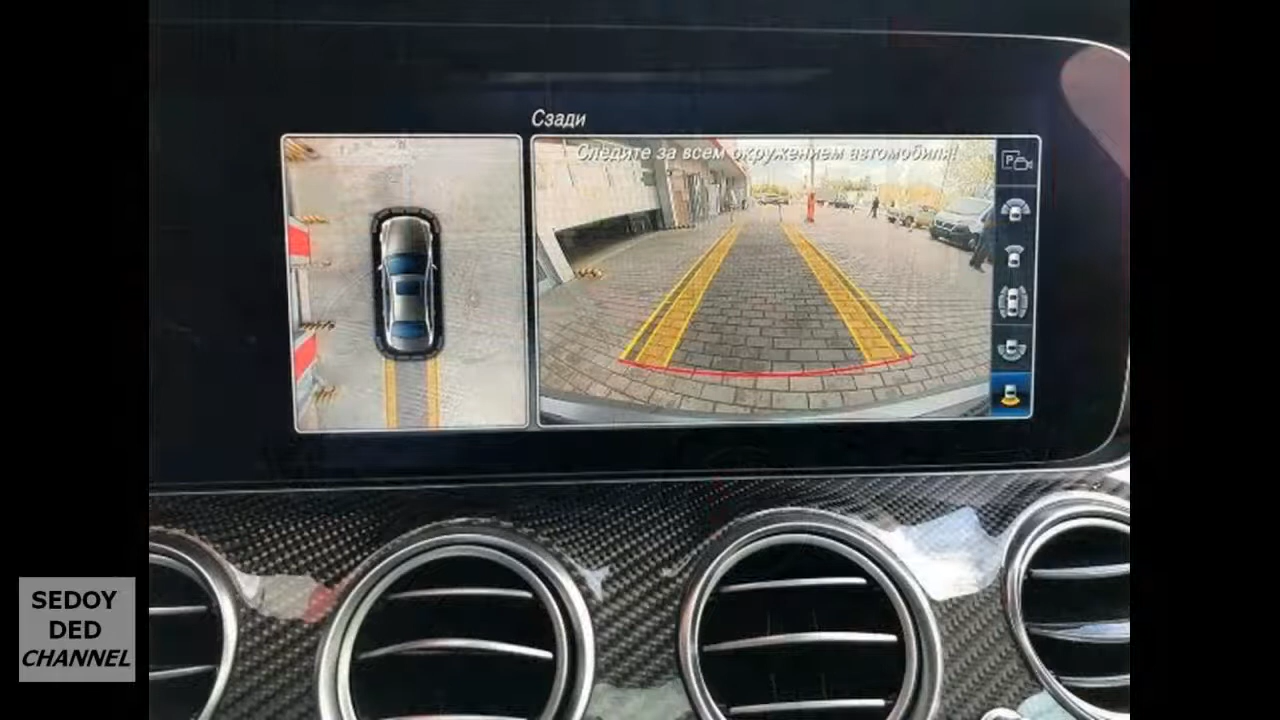 Сзади
Следите за всем окружением автомобиля!
P
SEDOY
DED
CHANNEL